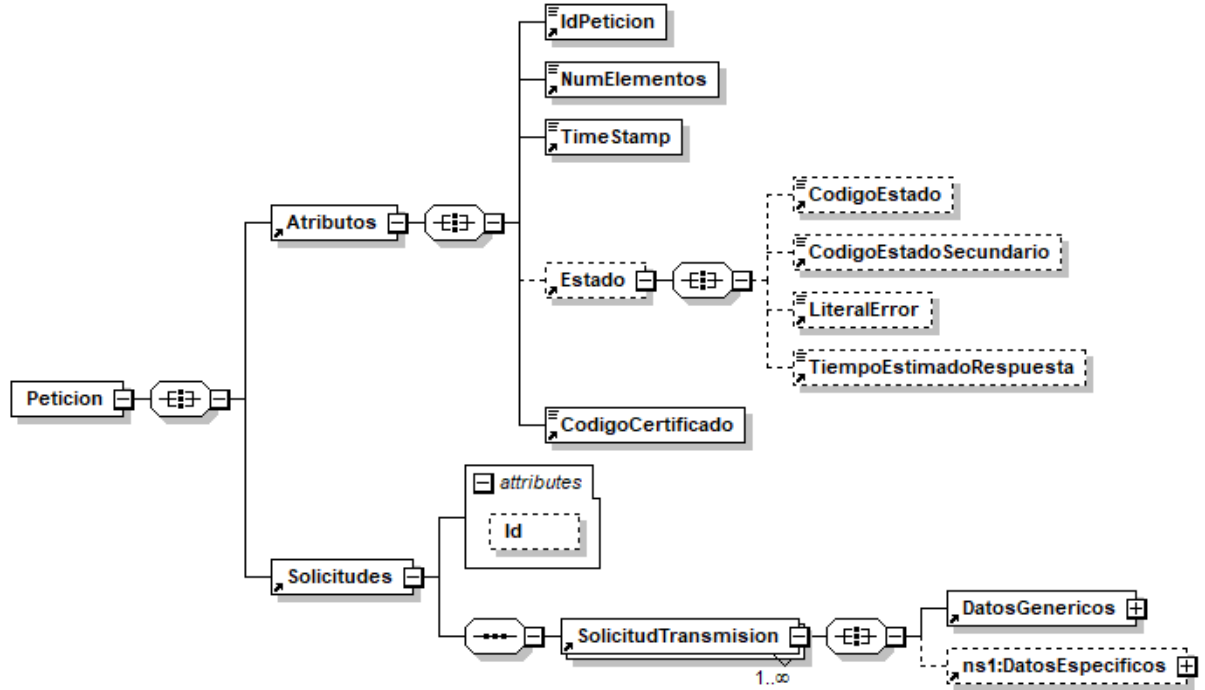 IdPeticion
NumElementos
TimeStamp
CodigoEstado
Atributos
CodigoEstadoSecundario
Estado
LiteralError
TiempoEstimadoRespuesta
Peticion
CodigoCertificado
attributes
Id
Solicitudes
DatosGenericos
SolicitudTransmision
ns1:DatosEspecificos
1..∞